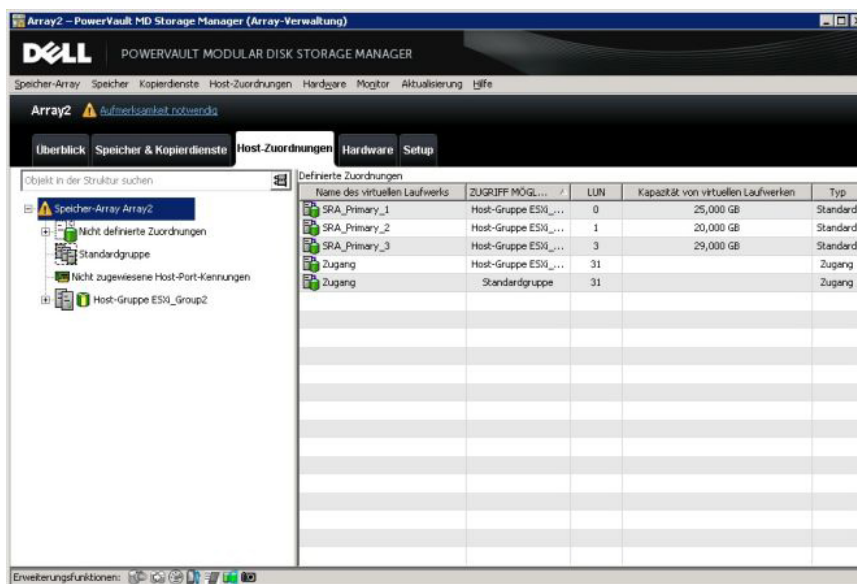 Array2 – PowerVault MD Storage Manager (Array-Verwaltung)
DELL POWERVAULT MODULAR DISK STORAGE MANAGER
Speicher-Array Speicher Kopierdienste Host-Zuordnungen Hardware Monitor Aktualisierung Hilfe
Array2 Aufmerksamkeit notwendig
Überblick Speicher & Kopierdienste Host-Zuordnungen Hardware Setup
Objekt in der Struktur suchen
Speicher-Array Array2
Nicht definierte Zuordnungen
Standardgruppe
Nicht zugewiesene Host-Port-Kennungen
Host-Gruppe ESXi_Group2
Definierte Zuordnungen
Name des virtuellen Laufwerks ZUGRIFF MÖGL... LUN Kapazität von virtuellen Laufwerken Typ
SRA_Primary_1 Host-Gruppe ESXi_... 0 25,000 GB Standard
SRA_Primary_2 Host-Gruppe ESXi_... 1 20,000 GB Standard
SRA_Primary_3 Host-Gruppe ESXi_... 3 29,000 GB Standard
Zugang Host-Gruppe ESXi_... 31 Zugang
Zugang Standardgruppe 31 Zugang
Erweiterungsfunktionen: